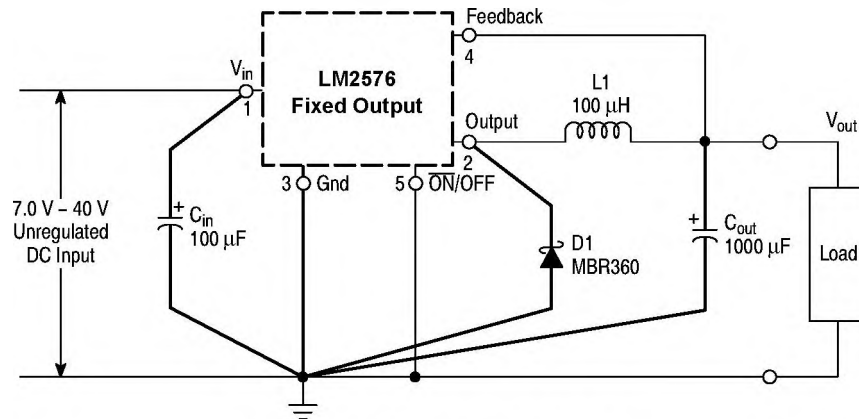 Feedback
4
V_in
1
LM2576
Fixed Output
L1
100 µH
Output
2
V_out
3 Gnd
5 O̅N̅/OFF
7.0 V – 40 V
Unregulated
DC Input
+
C_in
100 µF
D1
MBR360
+
C_out
1000 µF
Load